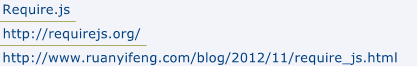 Require.js
http://requirejs.org/
http://www.ruanyifeng.com/blog/2012/11/require_js.html